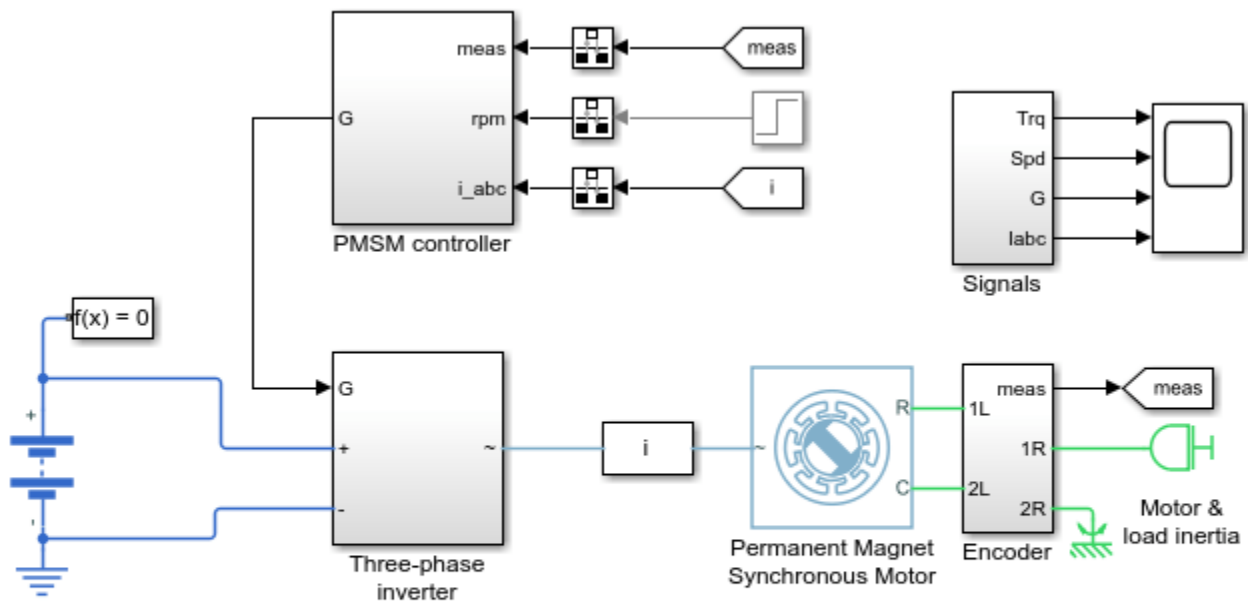 meas
meas
G
rpm
i_abc
i
PMSM controller
Trq
Spd
G
Iabc
Signals
f(x) = 0
+
G
+
~
-
Three-phase
inverter
i
~
R
C
Permanent Magnet
Synchronous Motor
1L
2L
meas
1R
2R
Encoder
meas
Motor &
load inertia